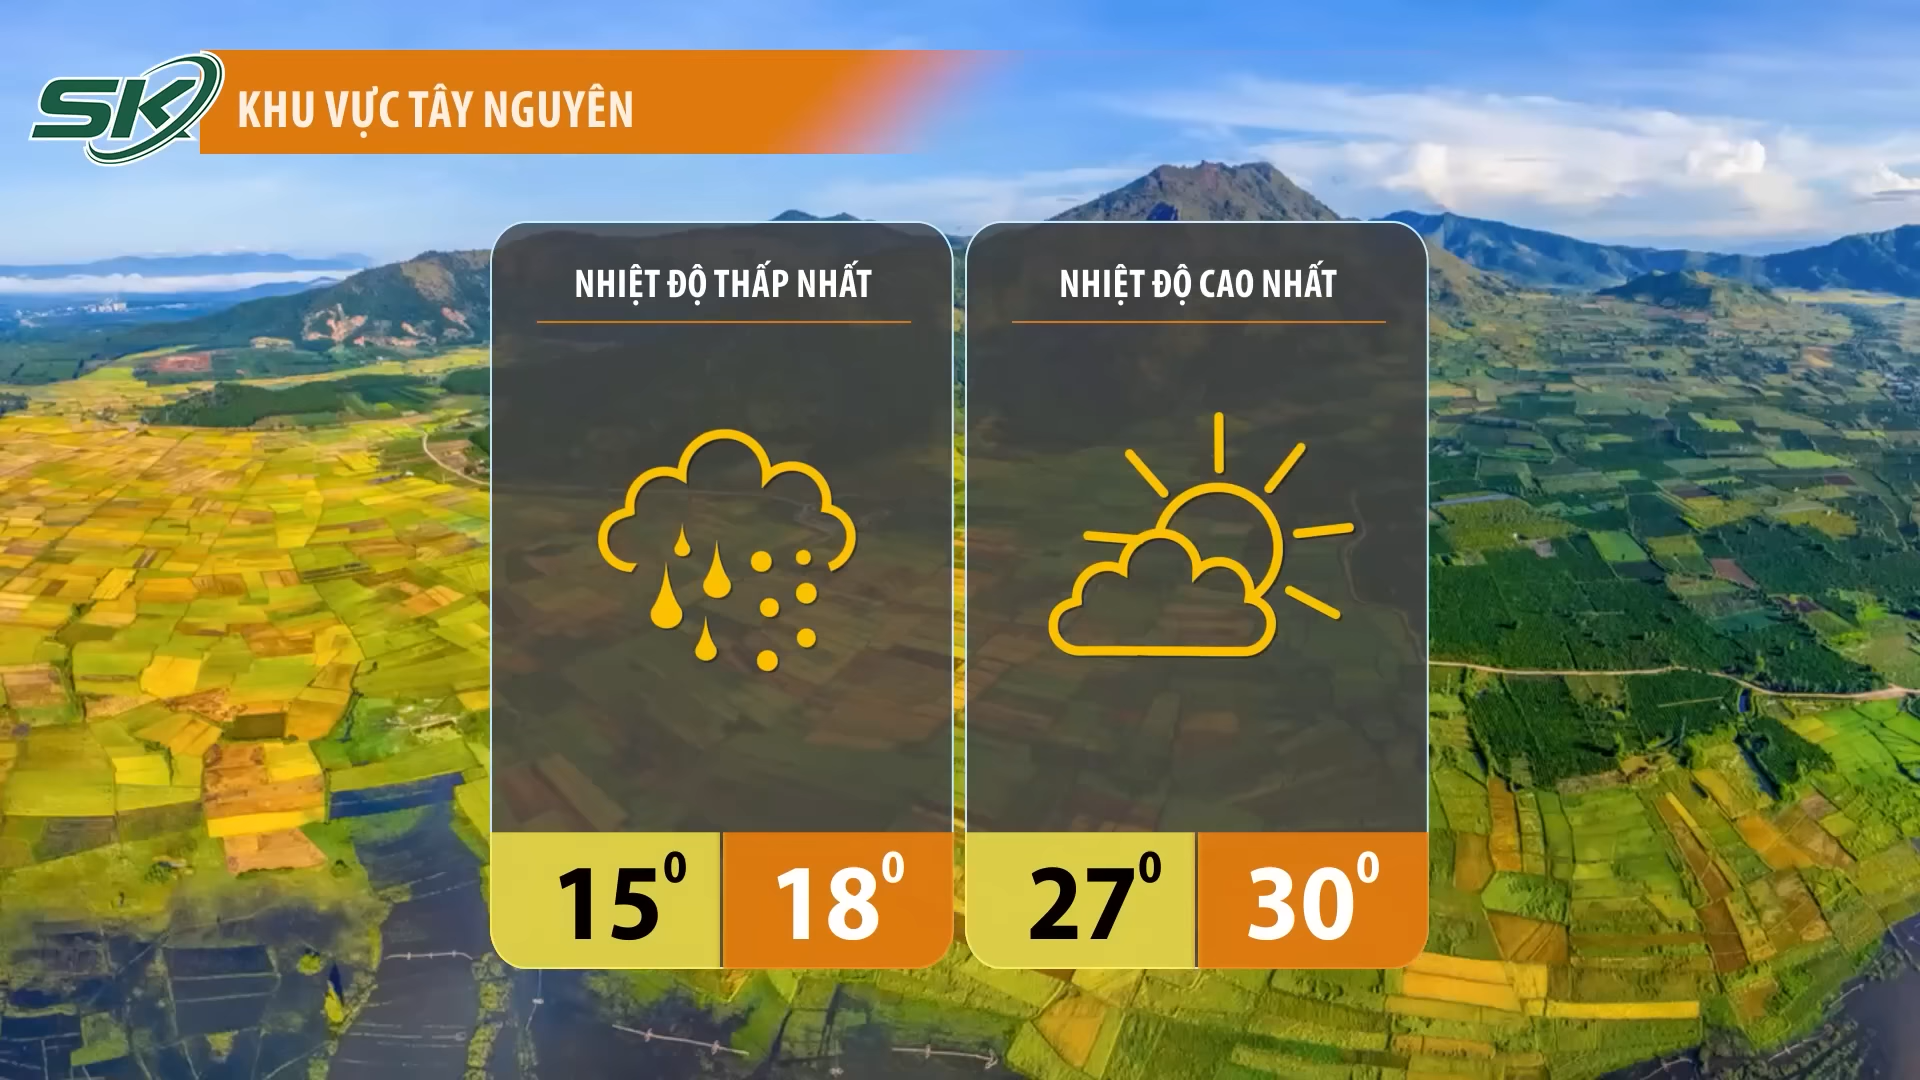 SK
KHU VỰC TÂY NGUYÊN
NHIỆT ĐỘ THẤP NHẤT
NHIỆT ĐỘ CAO NHẤT
15⁰
18⁰
27⁰
30⁰